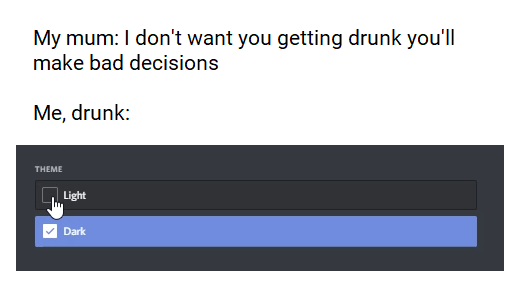 My mum: I don't want you getting drunk you'll
make bad decisions
Me, drunk:
THEME
Light
Dark